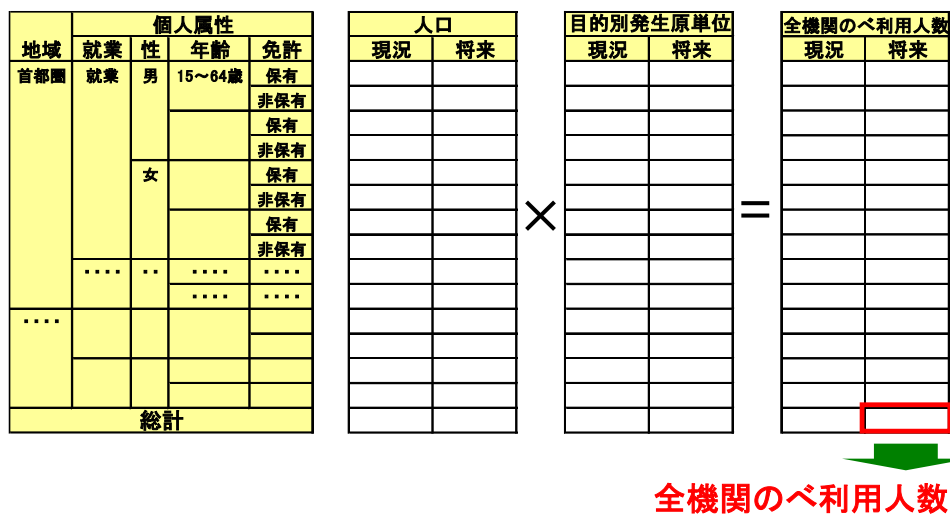 個人属性 人口 目的別発生原単位 全機関のべ利用人数
地域 就業 性 年齢 免許 現況 将来 現況 将来 現況 将来
首都圏 就業 男 15～64歳 保有
非保有
保有
非保有
女 保有
非保有
保有
非保有
×
＝
‥‥ ‥ ‥‥ ‥‥
‥‥ ‥‥
‥‥
総計
全機関のべ利用人数